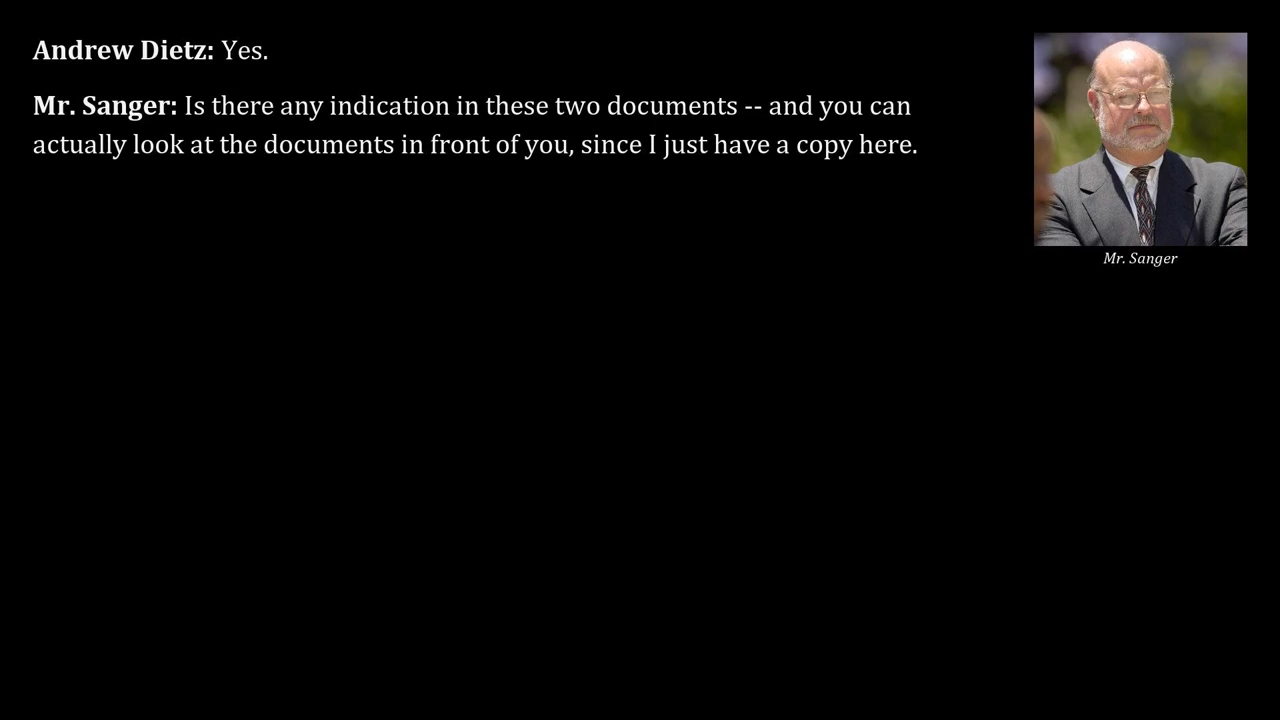 Andrew Dietz: Yes.
Mr. Sanger: Is there any indication in these two documents -- and you can
actually look at the documents in front of you, since I just have a copy here.
Mr. Sanger